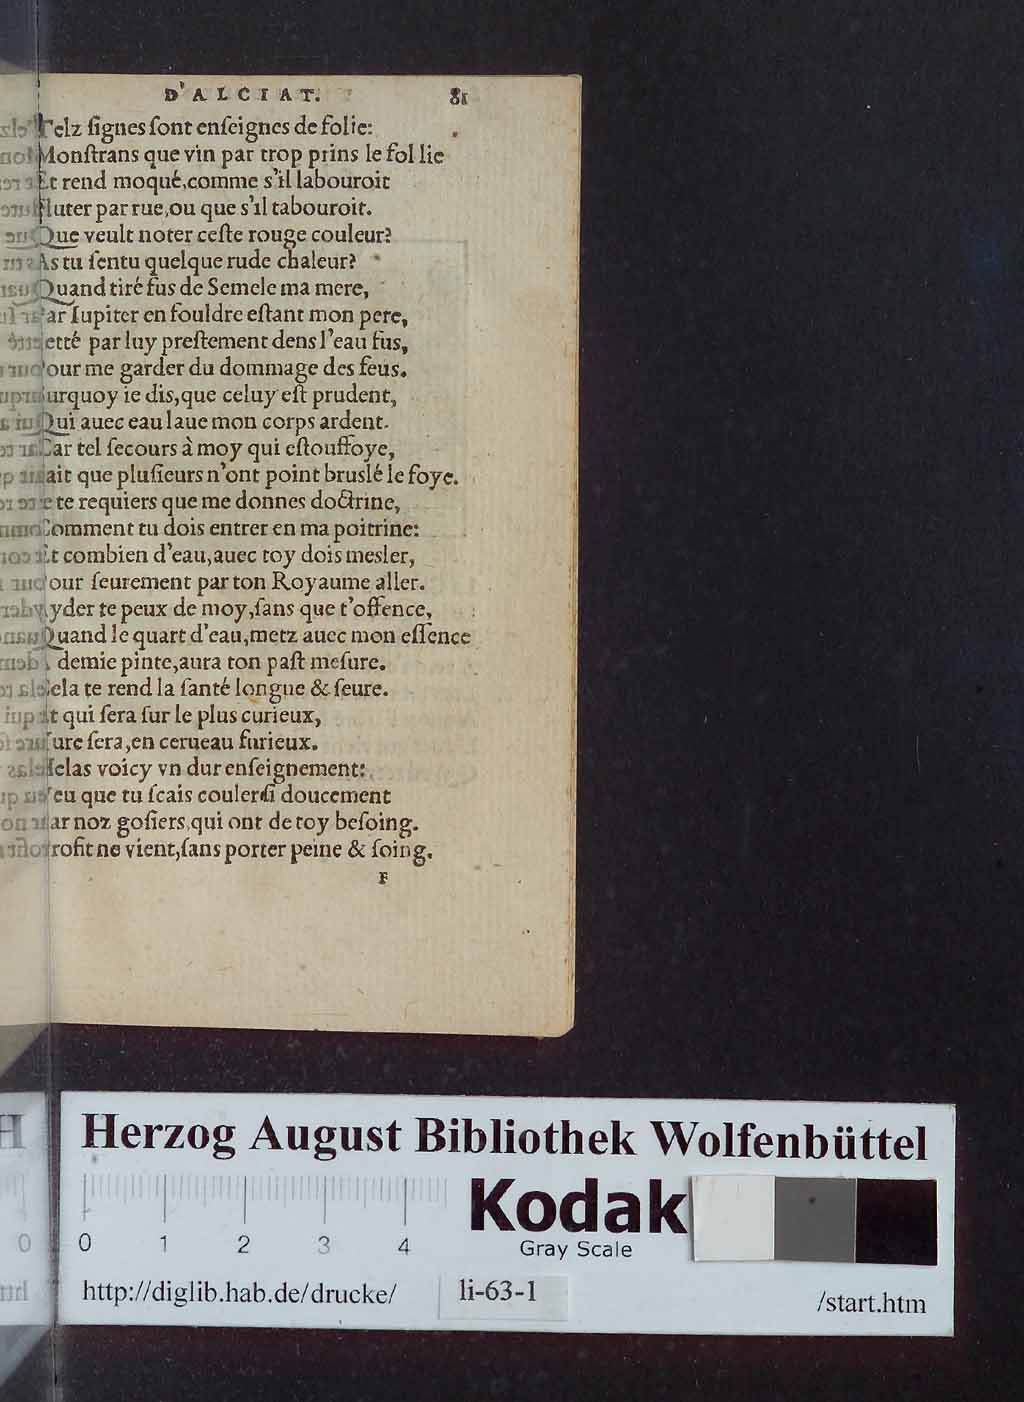 D'ALCIAT. 81
Telz ſignes ſont enſeignes de folie:
Monſtrans que vin par trop prins le fol lie
Et rend moqué, comme s'il labouroit
Fluter par rue, ou que s'il tabouroit.
Que veult noter ceſte rouge couleur?
As tu ſentu quelque rude chaleur?
Quand tiré fus de Semele ma mere,
Par Iupiter en fouldre eſtant mon pere,
etté par luy preſtement dens l'eau fus,
Pour me garder du dommage des feus.
urquoy ie dis, que celuy eſt prudent,
Qui auec eau laue mon corps ardent.
Car tel ſecours à moy qui eſtouffoye,
ait que pluſieurs n'ont point bruslé le foye.
e te requiers que me donnes doctrine,
Comment tu dois entrer en ma poitrine:
Et combien d'eau, auec toy dois mesler,
Pour ſeurement par ton Royaume aller.
Ayder te peux de moy, ſans que t'offence,
Quand le quart d'eau, metz auec mon eſſence
A demie pinte, aura ton paſt meſure.
Cela te rend la ſanté longue & ſeure.
Et qui ſera ſur le plus curieux,
ure ſera, en cerueau furieux.
Helas voicy vn dur enſeignement:
Veu que tu ſcais couler ſi doucement
ar noz goſiers, qui ont de toy beſoing.
rofit ne vient, ſans porter peine & ſoing.
F
Herzog August Bibliothek Wolfenbüttel
Kodak
Gray Scale
0 1 2 3 4
http://diglib.hab.de/drucke/ li-63-1 /start.htm